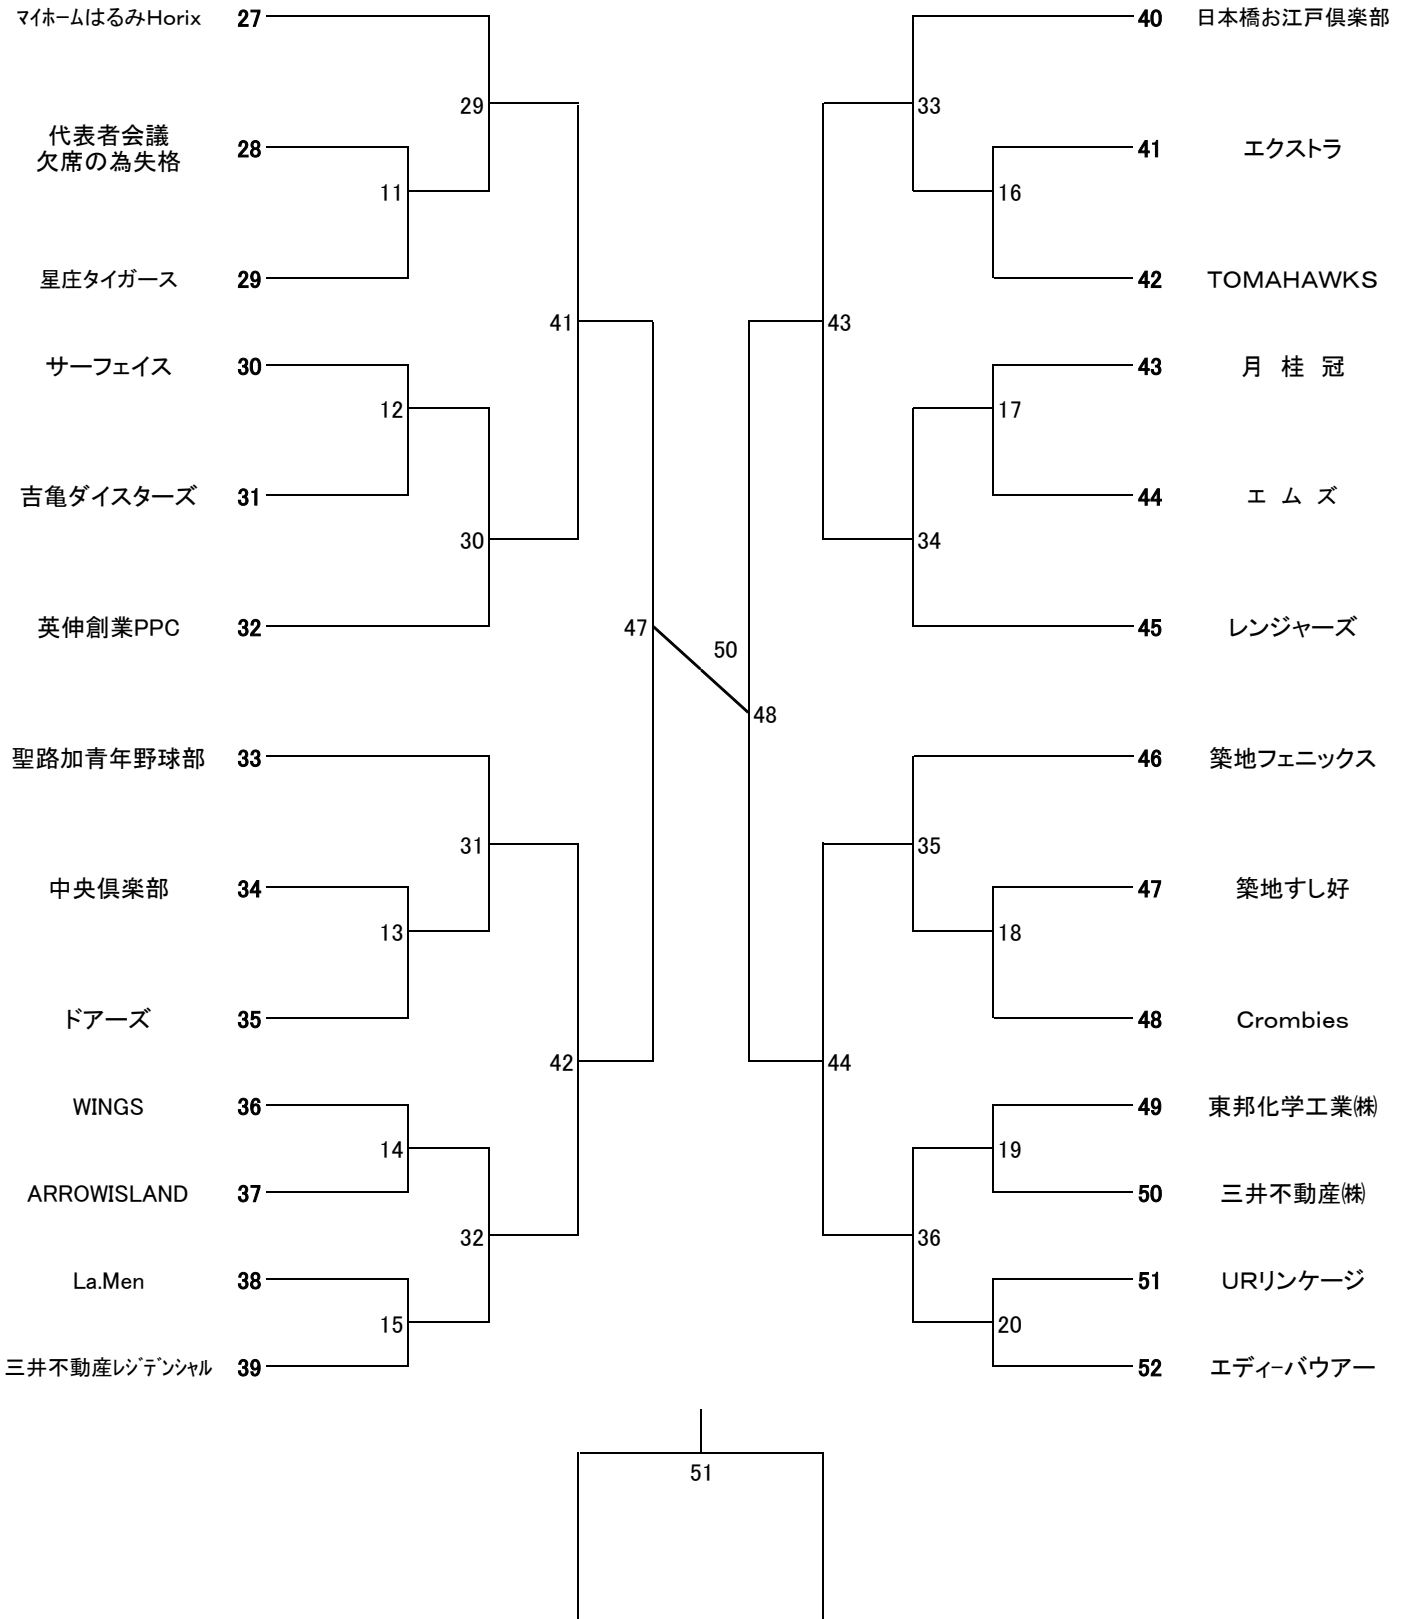 マイホームはるみHorix 27
40 日本橋お江戸倶楽部
29
33
代表者会議
欠席の為失格
28
41 エクストラ
11
16
星庄タイガース 29
42 TOMAHAWKS
41
43
サーフェイス 30
43 月 桂 冠
12
17
吉亀ダイスターズ 31
44 エ ム ズ
30
34
英伸創業PPC 32
47
45 レンジャーズ
50
48
聖路加青年野球部 33
46 築地フェニックス
31
35
中央倶楽部 34
47 築地すし好
13
18
ドアーズ 35
48 Crombies
42
44
WINGS 36
49 東邦化学工業㈱
14
19
ARROWISLAND 37
50 三井不動産㈱
32
36
La.Men 38
51 URリンケージ
15
20
三井不動産レジデンシャル 39
52 エディーバウアー
51